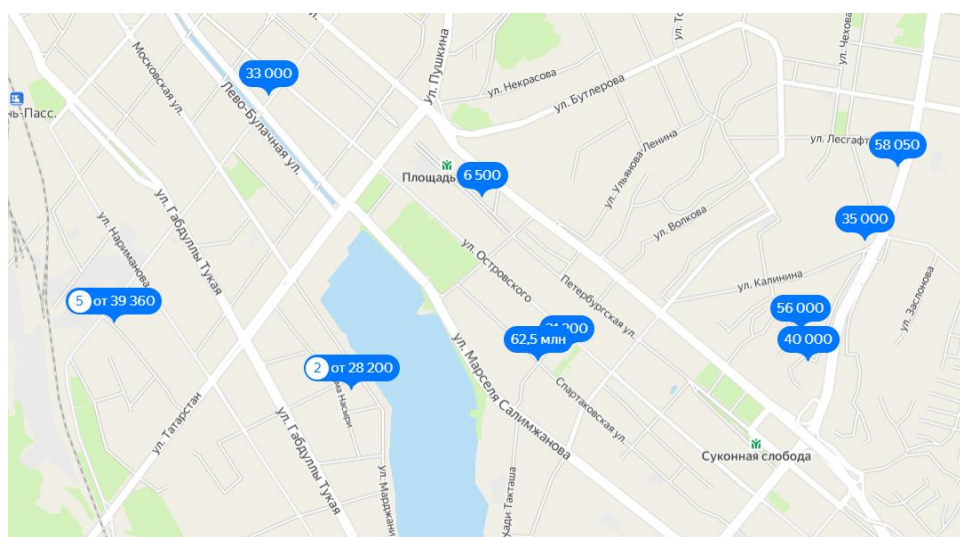 ул. Чехова
ул. Пушкина
Московская ул.
33 000
ул. Некрасова
ул. Бутлерова
Лево-Булачная ул.
ул. Лесгафт
58 050
ул. Ульянова-Ленина
Площадь
6 500
35 000
ул. Волкова
ул. Габдуллы Тукая
ул. Нариманова
ул. Островского
ул. Калинина
ул. Заслонова
5 от 39 360
Петербургская ул.
56 000
62,5 млн
40 000
2 от 28 200
ул. Марселя Салимжанова
Спартаковская ул.
ул. Татарстан
ул. Габдуллы Тукая
Суконная слобода
ул. Марджани